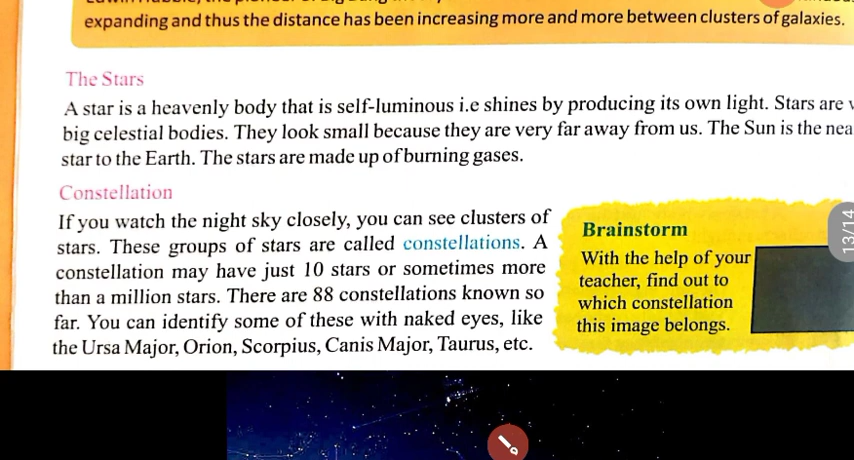 expanding and thus the distance has been increasing more and more between clusters of galaxies.
The Stars
A star is a heavenly body that is self-luminous i.e shines by producing its own light. Stars are
big celestial bodies. They look small because they are very far away from us. The Sun is the
star to the Earth. The stars are made up of burning gases.
Constellation
If you watch the night sky closely, you can see clusters of
stars. These groups of stars are called constellations. A
constellation may have just 10 stars or sometimes more
than a million stars. There are 88 constellations known so
far. You can identify some of these with naked eyes, like
the Ursa Major, Orion, Scorpius, Canis Major, Taurus, etc.
Brainstorm
With the help of your
teacher, find out to
which constellation
this image belongs.
13/14